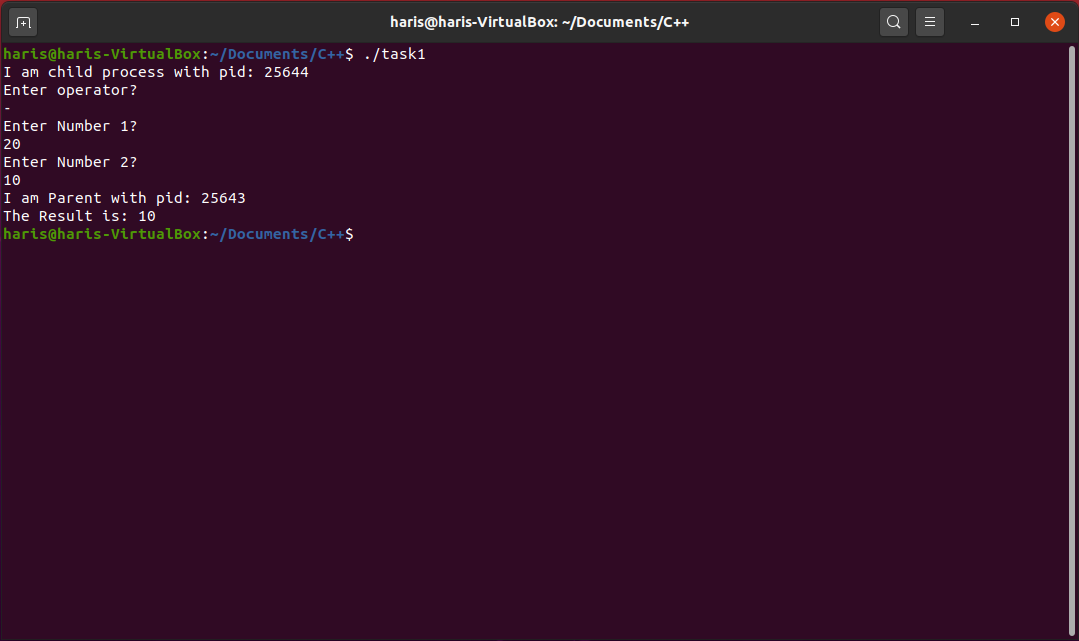 haris@haris-VirtualBox: ~/Documents/C++
haris@haris-VirtualBox:~/Documents/C++$ ./task1
I am child process with pid: 25644
Enter operator?
-
Enter Number 1?
20
Enter Number 2?
10
I am Parent with pid: 25643
The Result is: 10
haris@haris-VirtualBox:~/Documents/C++$